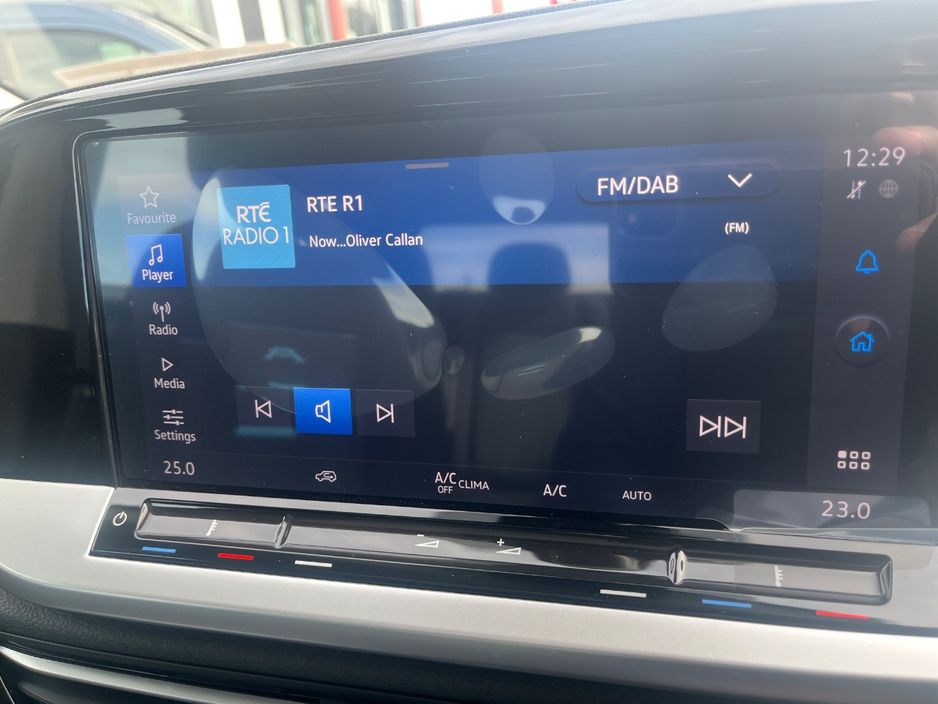 12:29
Favourite
RTÉ
RADIO 1
RTE R1
Now...Oliver Callan
FM/DAB
(FM)
Player
Radio
Media
Settings
25.0
A/C
OFF
CLIMA
A/C
AUTO
23.0
- +